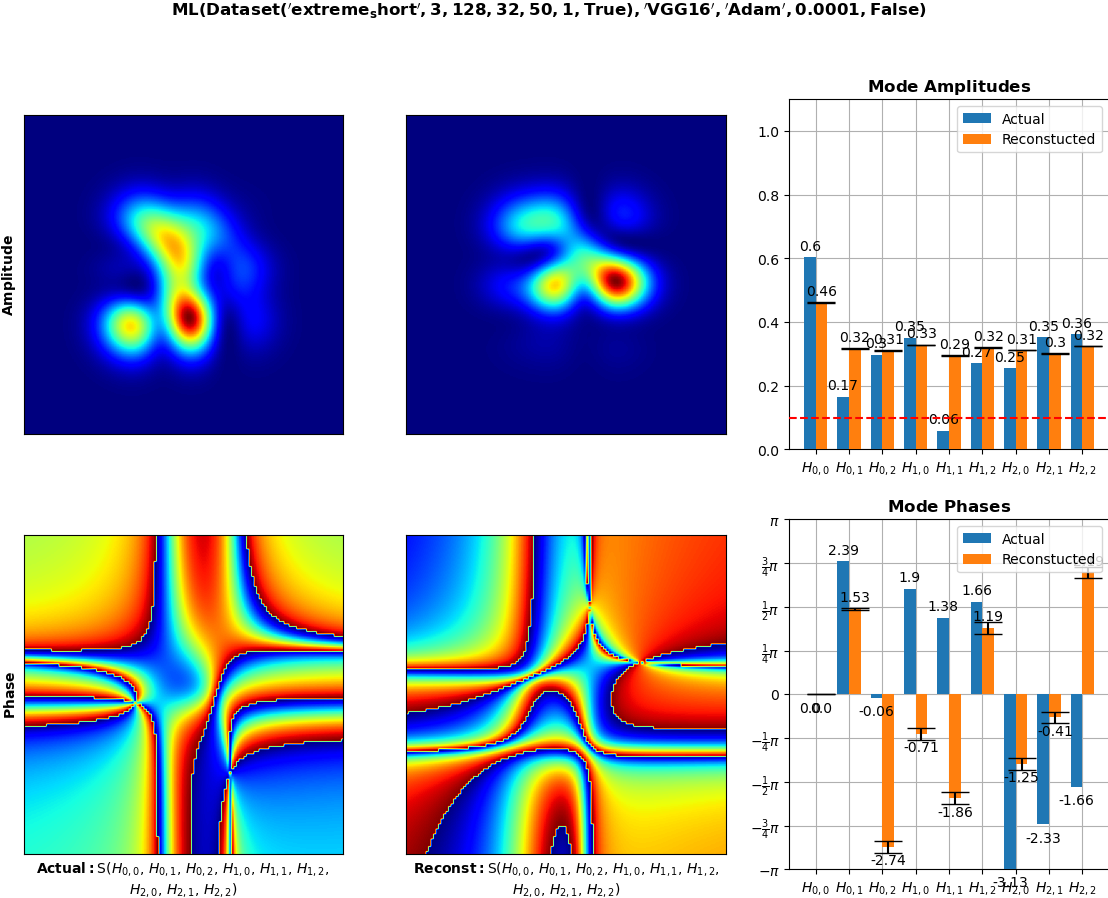 ML(Dataset('extreme_short', 3, 128, 32, 50, 1, True), 'VGG16', 'Adam', 0.0001, False)
Amplitude
Mode Amplitudes
Actual
Reconstucted
1.0
0.8
0.6
0.4
0.2
0.0
0.6
0.46
0.17
0.32
0.3
0.31
0.35
0.33
0.06
0.29
0.27
0.32
0.25
0.31
0.35
0.3
0.36
0.32
H0,0 H0,1 H0,2 H1,0 H1,1 H1,2 H2,0 H2,1 H2,2
Phase
Actual: S(H0,0, H0,1, H0,2, H1,0, H1,1, H1,2,
H2,0, H2,1, H2,2)
Reconst: S(H0,0, H0,1, H0,2, H1,0, H1,1, H1,2,
H2,0, H2,1, H2,2)
Mode Phases
Actual
Reconstucted
π
3/4π
1/2π
1/4π
0
−1/4π
−1/2π
−3/4π
−π
0.0
0.0
2.39
1.53
-0.06
-2.74
1.9
-0.71
1.38
-1.86
1.66
1.19
-3.13
-1.25
-2.33
-0.41
-1.66
H0,0 H0,1 H0,2 H1,0 H1,1 H1,2 H2,0 H2,1 H2,2